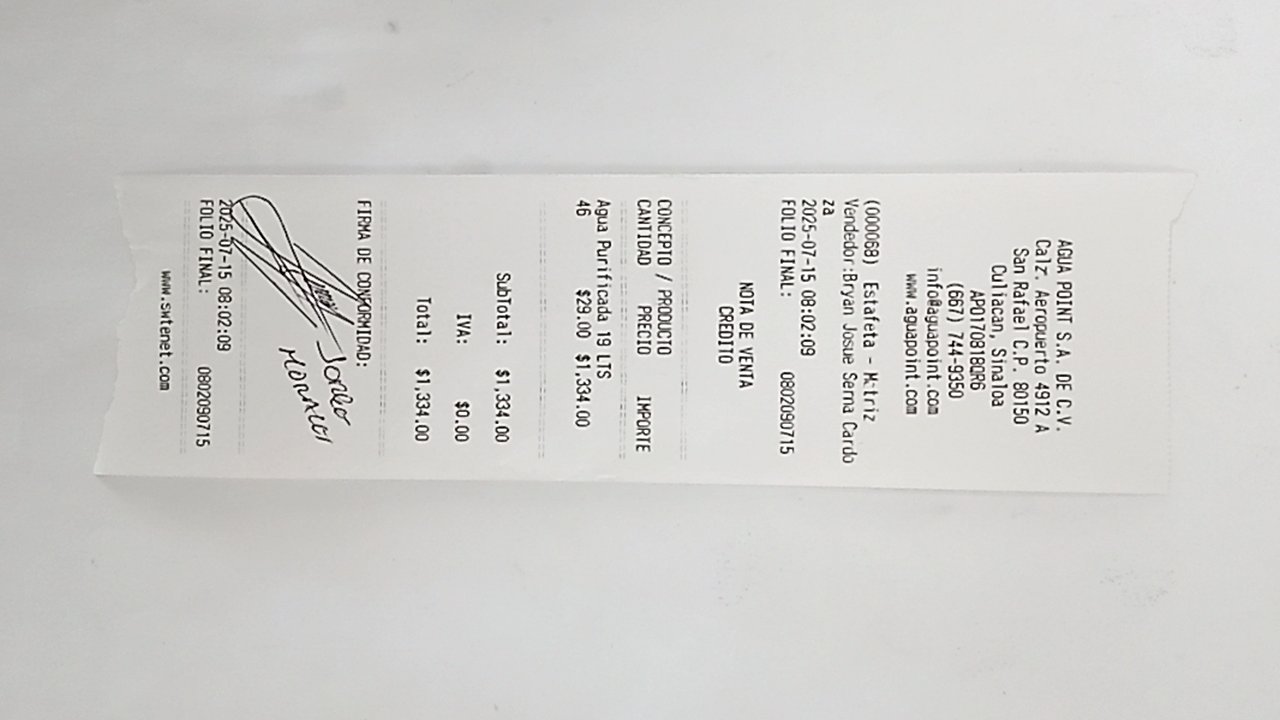 AGUA POINT S.A. DE C.V.
Calz. Aeropuerto 4912 A
San Rafael C.P. 80150
Culiacan, Sinaloa
APO170818QR6
(667) 744-9350
info@aguapoint.com
www.aguapoint.com
(000068) Estafeta - Matriz
Vendedor:Bryan Josue Serna Cardo
za
2025-07-15 08:02:09
FOLIO FINAL: 0802090715
NOTA DE VENTA
CREDITO
CONCEPTO / PRODUCTO
CANTIDAD PRECIO IMPORTE
Agua Purificada 19 LTS
46 $29.00 $1,334.00
SubTotal: $1,334.00
IVA: $0.00
Total: $1,334.00
FIRMA DE CONFORMIDAD:
2025-07-15 08:02:09
FOLIO FINAL: 0802090715
www.swtenet.com